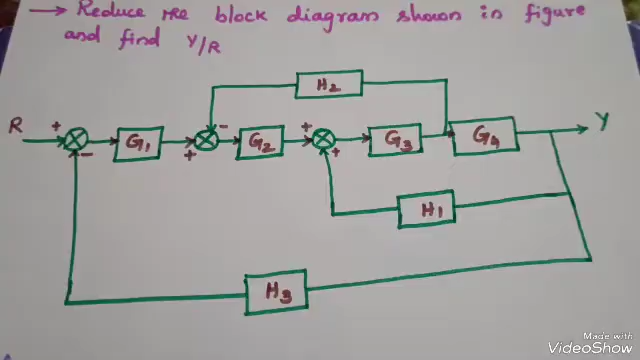 → Reduce the block diagram shown in figure
and find Y/R
H2
R + - G1 - + G2 + + G3 G4 Y
H1
H3
Made with
VideoShow